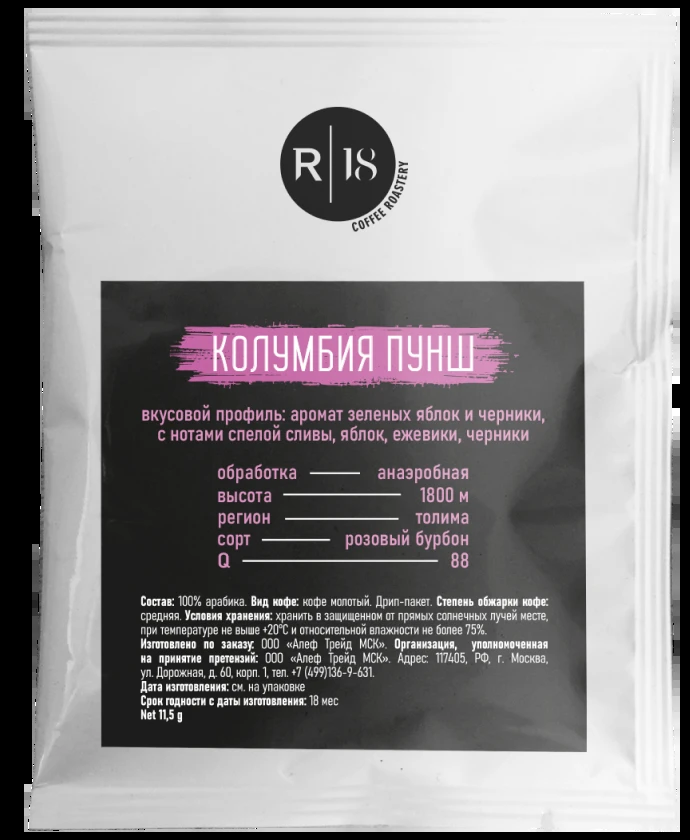 R 18
COFFEE ROASTERY
КОЛУМБИЯ ПУНШ
вкусовой профиль: аромат зеленых яблок и черники,
с нотами спелой сливы, яблок, ежевики, черники
обработка анаэробная
высота 1800 м
регион толима
сорт розовый бурбон
Q 88
Состав: 100% арабика. Вид кофе: кофе молотый. Дрип-пакет. Степень обжарки кофе:
средняя. Условия хранения: хранить в защищенном от прямых солнечных лучей месте,
при температуре не выше +20°С и относительной влажности не более 75%.
Изготовлено по заказу: ООО «Алеф Трейд МСК». Организация, уполномоченная
на принятие претензий: ООО «Алеф Трейд МСК». Адрес: 117405, РФ, г. Москва,
ул. Дорожная, д. 60, корп. 1, тел. +7 (499)136-9-631.
Дата изготовления: см. на упаковке
Срок годности с даты изготовления: 18 мес
Net 11,5 g